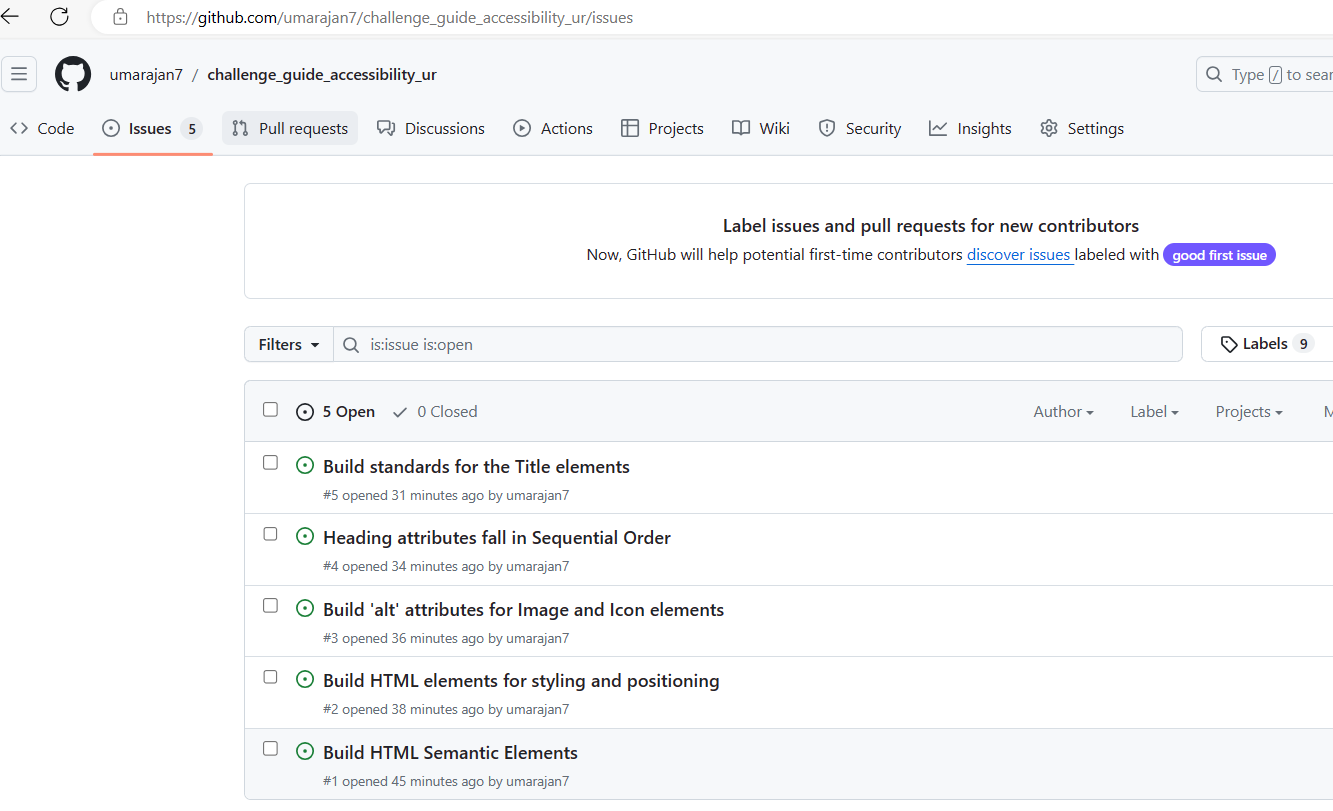 https://github.com/umarajan7/challenge_guide_accessibility_ur/issues
umarajan7 / challenge_guide_accessibility_ur
Type / to sear
Code Issues 5 Pull requests Discussions Actions Projects Wiki Security Insights Settings
Label issues and pull requests for new contributors
Now, GitHub will help potential first-time contributors discover issues labeled with good first issue
Filters is:issue is:open Labels 9
5 Open 0 Closed Author Label Projects M
Build standards for the Title elements
#5 opened 31 minutes ago by umarajan7
Heading attributes fall in Sequential Order
#4 opened 34 minutes ago by umarajan7
Build 'alt' attributes for Image and Icon elements
#3 opened 36 minutes ago by umarajan7
Build HTML elements for styling and positioning
#2 opened 38 minutes ago by umarajan7
Build HTML Semantic Elements
#1 opened 45 minutes ago by umarajan7